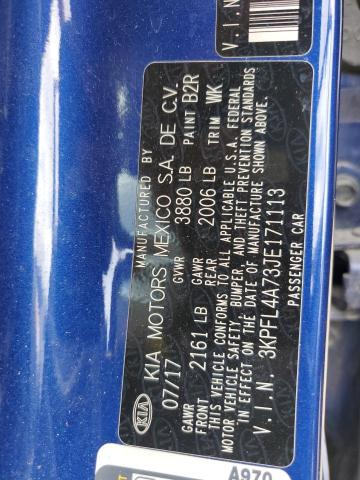 KIA
KIA MOTORS MEXICO S.A. DE C.V.
07/17
GVWR 3880 LB
PAINT B2R
GAWR FRONT 2161 LB
GAWR REAR 2006 LB
TRIM WK
THIS VEHICLE CONFORMS TO ALL APPLICABLE U.S.A. FEDERAL
MOTOR VEHICLE SAFETY, BUMPER, AND THEFT PREVENTION STANDARDS
IN EFFECT ON THE DATE OF MANUFACTURE SHOWN ABOVE.
V.I.N. 3KPFL4A73JE171113
PASSENGER CAR
V.I.N
A970